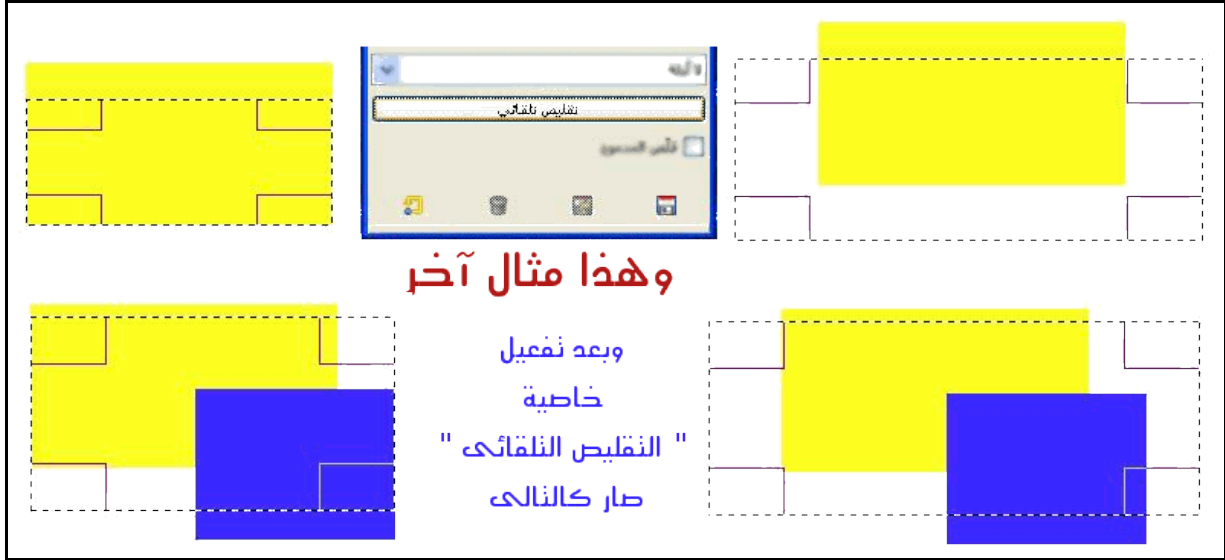 تقليص تلقائي
وهذا مثال آخر
وبعد تفعيل
خاصية
" التقليص التلقائى "
صار كالتالى